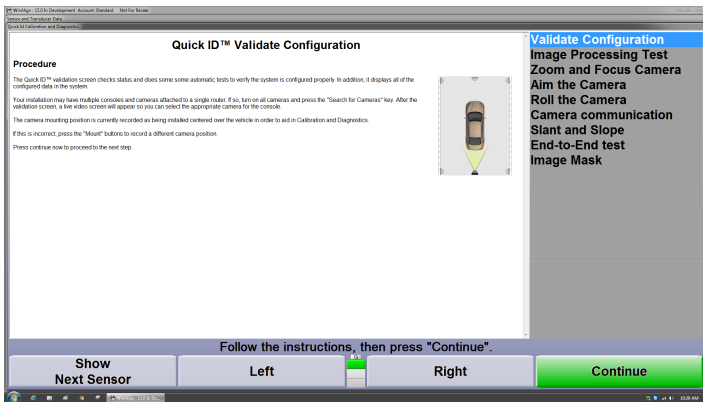 WinAlign - 15.0 In Development Account: Standard Not For Resale
Sensor and Transducer Data
Quick Id Calibration and Diagnostics
Quick ID™ Validate Configuration
Procedure
The Quick ID™ validation screen checks status and does some some automatic tests to verify the system is configured properly. In addition, it displays all of the
configured data in the system.
Your installation may have multiple consoles and cameras attached to a single router. If so, turn on all cameras and press the "Search for Cameras" key. After the
validation screen, a live video screen will appear so you can select the appropriate camera for the console.
The camera mounting position is currently recorded as being installed centered over the vehicle in order to aid in Calibration and Diagnostics.
If this is incorrect, press the "Mount" buttons to record a different camera position.
Press continue now to proceed to the next step.
Validate Configuration
Image Processing Test
Zoom and Focus Camera
Aim the Camera
Roll the Camera
Camera communication
Slant and Slope
End-to-End test
Image Mask
Follow the instructions, then press "Continue".
Show
Next Sensor
Left
Right
Continue
10:28 AM